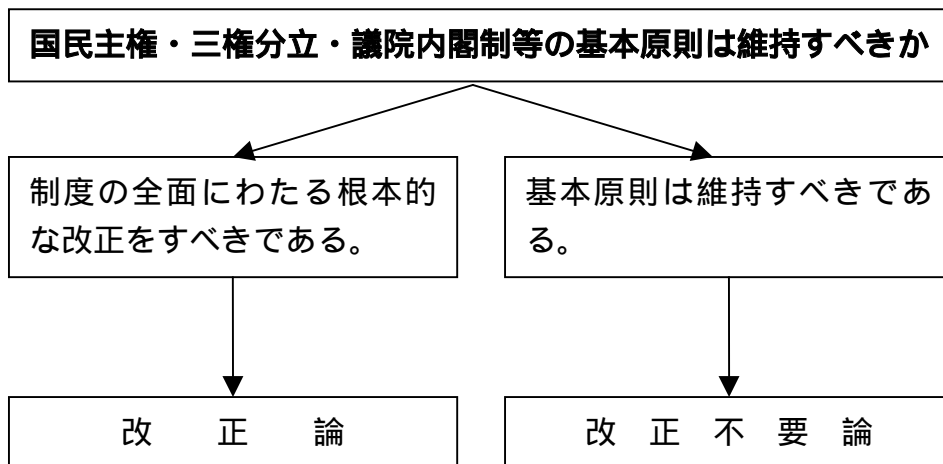 国民主権・三権分立・議院内閣制等の基本原則は維持すべきか
制度の全面にわたる根本的
な改正をすべきである。
基本原則は維持すべきであ
る。
改 正 論
改 正 不 要 論